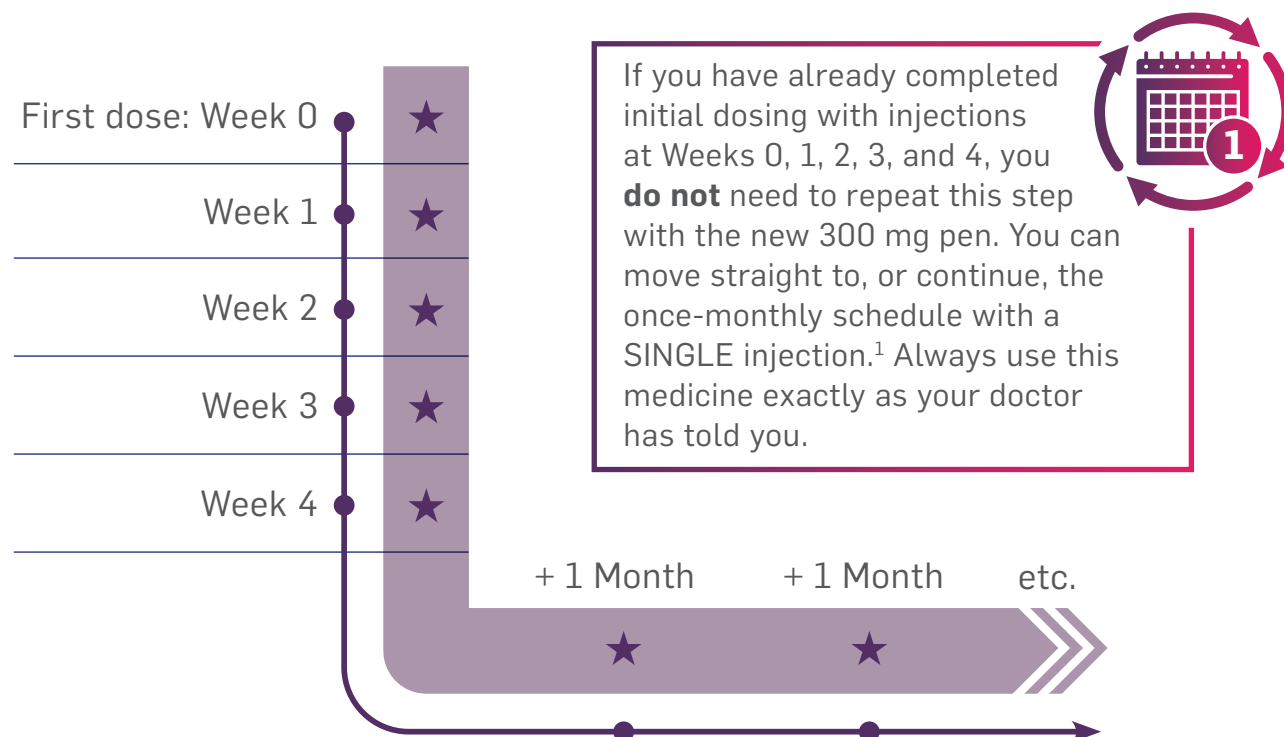 First dose: Week 0
Week 1
Week 2
Week 3
Week 4
If you have already completed
initial dosing with injections
at Weeks 0, 1, 2, 3, and 4, you
do not need to repeat this step
with the new 300 mg pen. You can
move straight to, or continue, the
once-monthly schedule with a
SINGLE injection.1 Always use this
medicine exactly as your doctor
has told you.
1
+ 1 Month
+ 1 Month
etc.